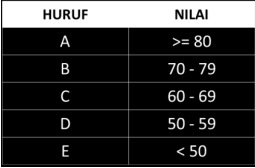 HURUF NILAI
A >= 80
B 70 - 79
C 60 - 69
D 50 - 59
E < 50